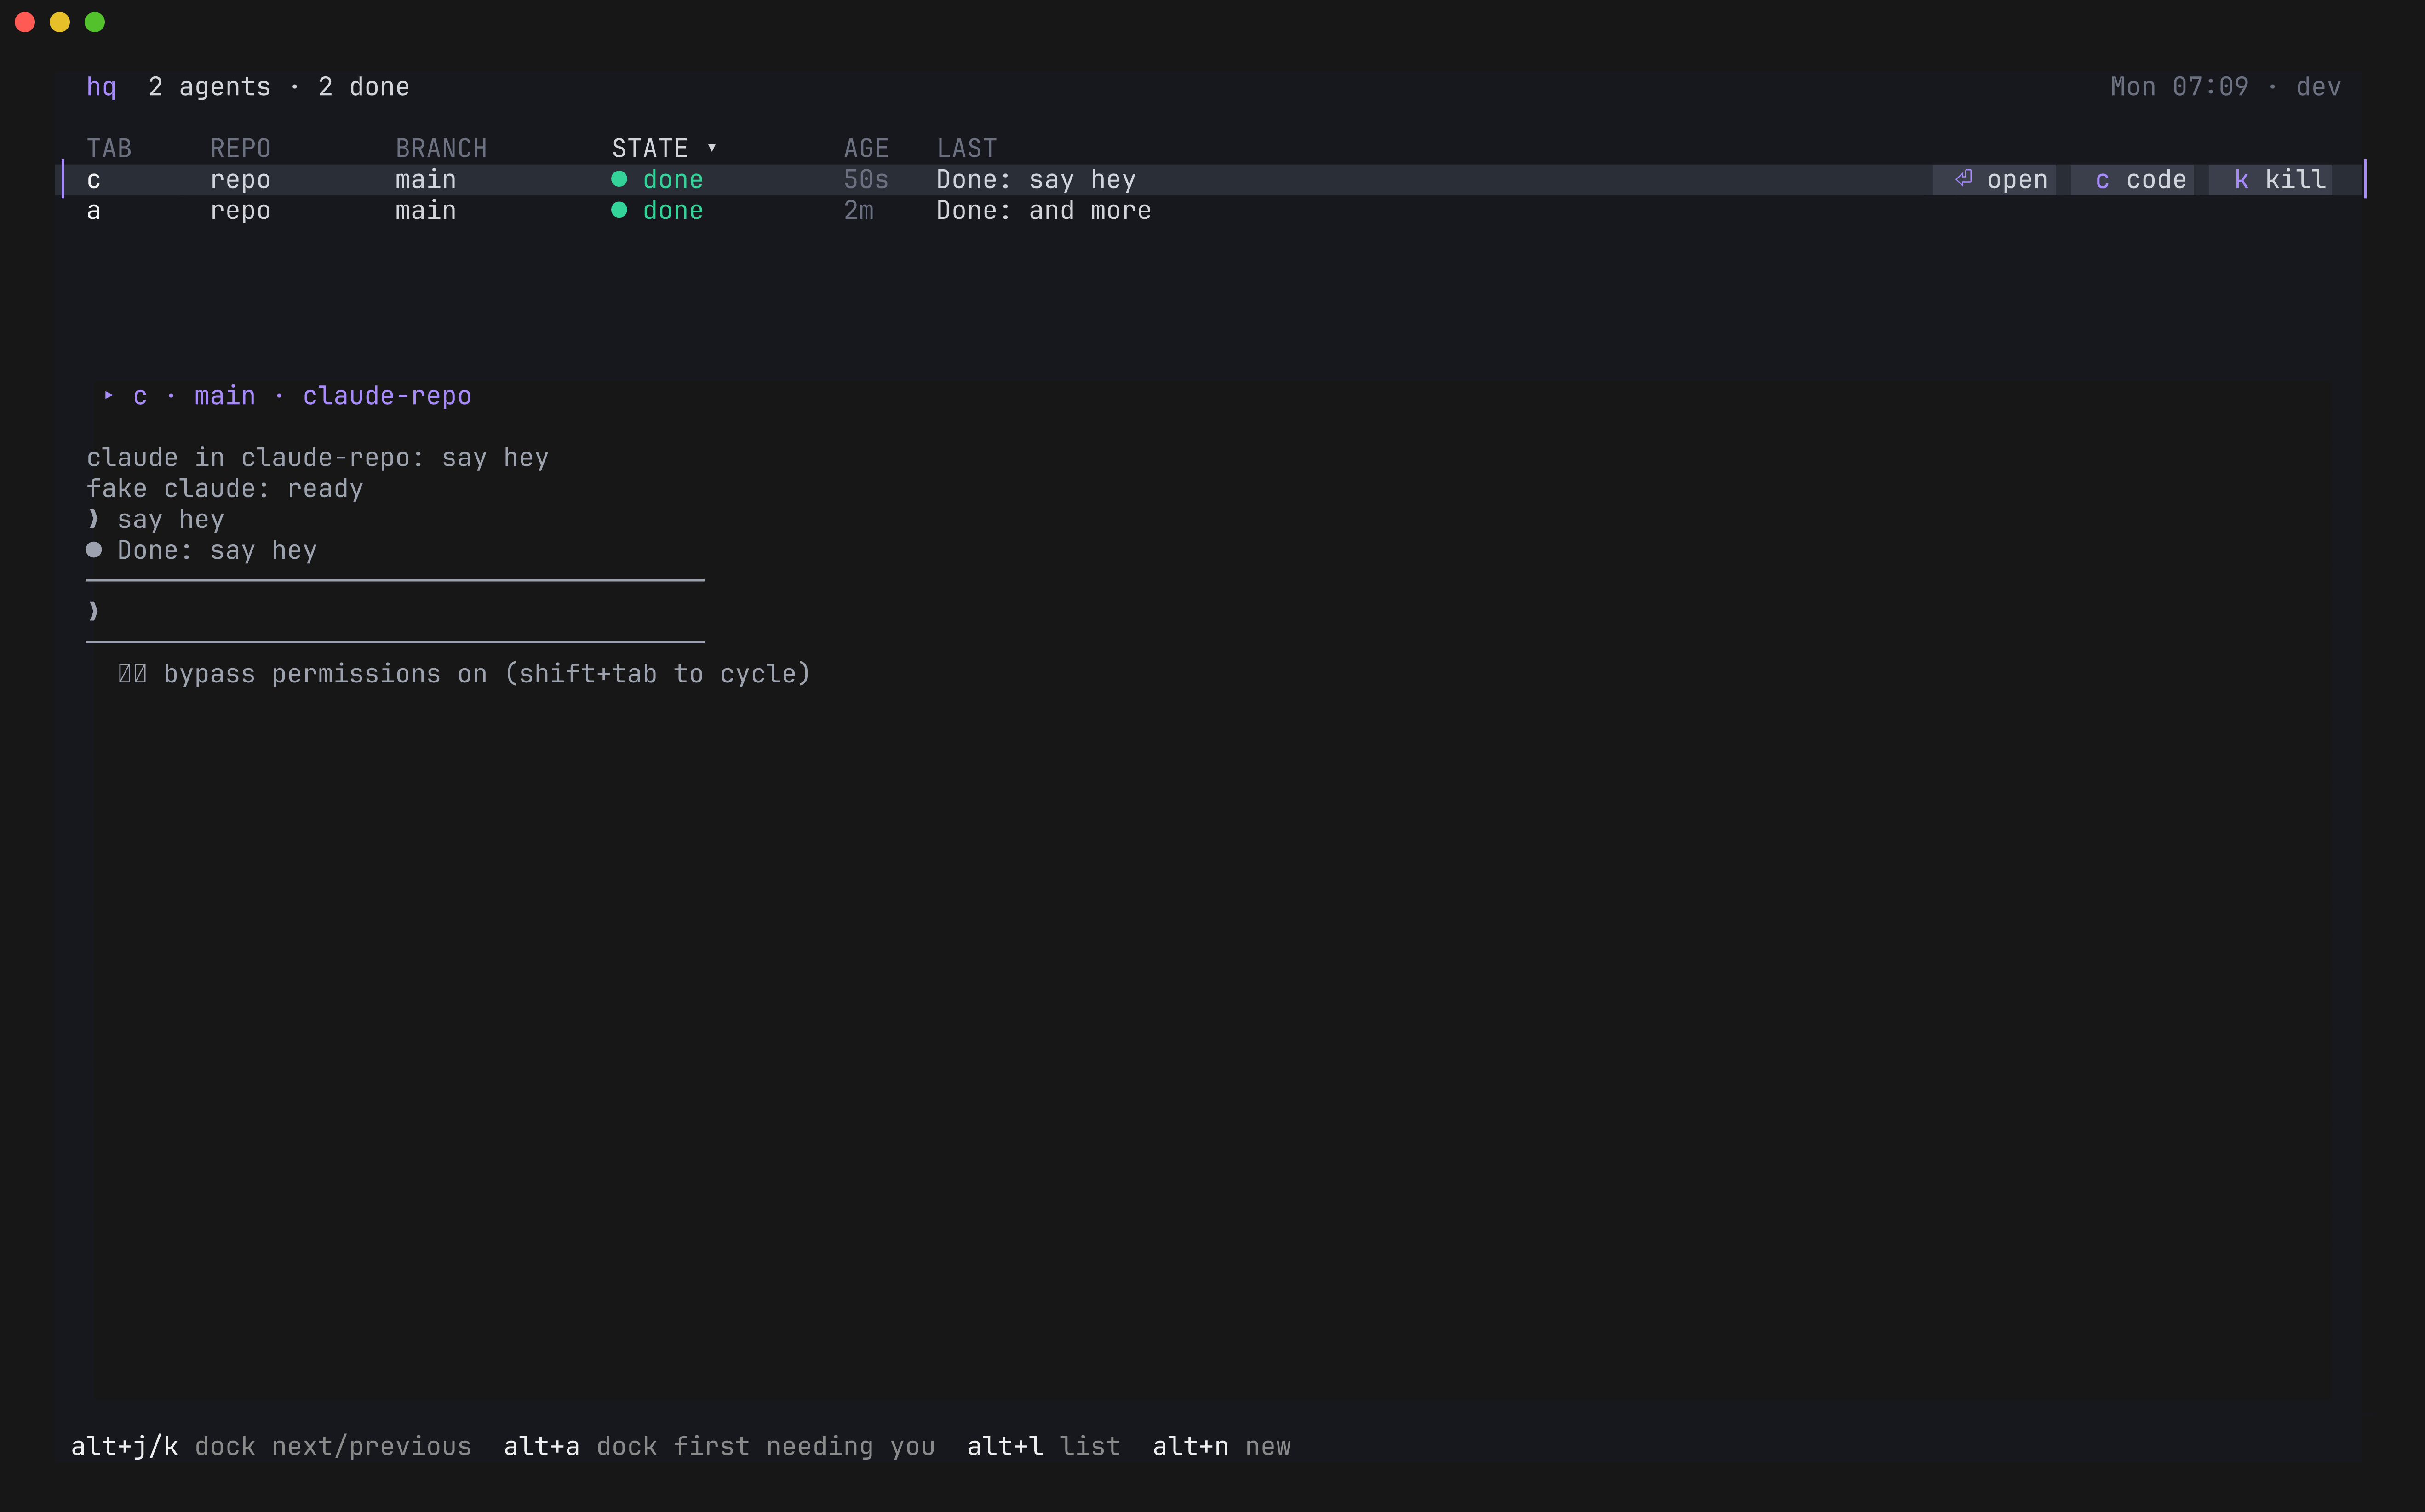 hq  2 agents · 2 done  Mon 07:09 · dev
TAB  REPO  BRANCH  STATE ▾  AGE  LAST
c  repo  main  ● done  50s  Done: say hey  ⏎ open  c code  k kill
a  repo  main  ● done  2m  Done: and more
▸ c · main · claude-repo
claude in claude-repo: say hey
fake claude: ready
❯ say hey
● Done: say hey
❯
bypass permissions on (shift+tab to cycle)
alt+j/k dock next/previous  alt+a dock first needing you  alt+l list  alt+n new